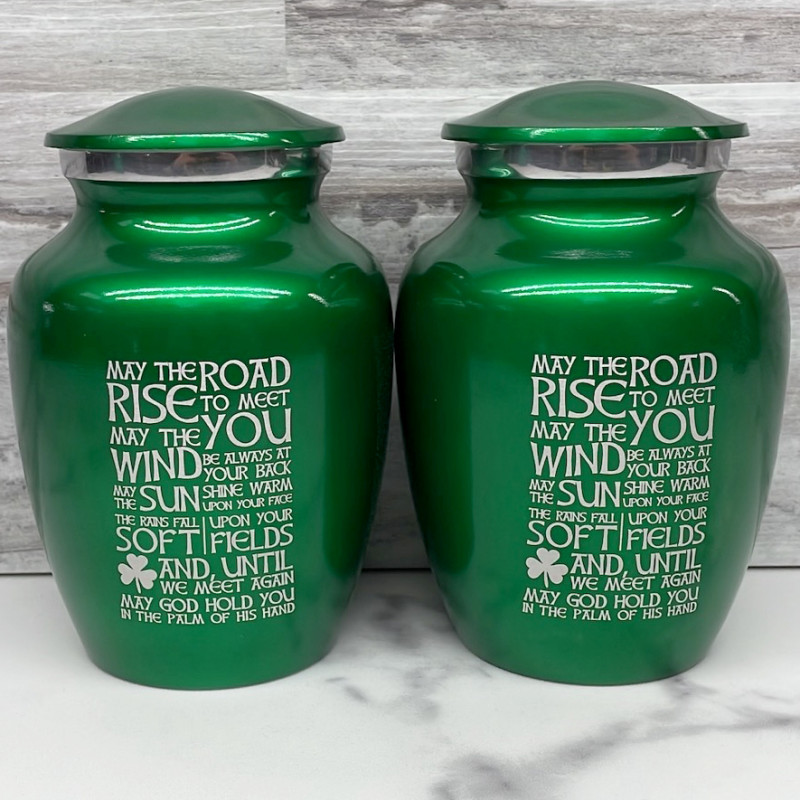 MAY THE ROAD
RISE TO MEET
YOU
MAY THE
WIND BE ALWAYS AT
YOUR BACK
MAY THE SUN SHINE WARM
UPON YOUR FACE
THE RAINS FALL UPON YOUR
SOFT FIELDS
AND, UNTIL
WE MEET AGAIN
MAY GOD HOLD YOU
IN THE PALM OF HIS HAND
MAY THE ROAD
RISE TO MEET
YOU
MAY THE
WIND BE ALWAYS AT
YOUR BACK
MAY THE SUN SHINE WARM
UPON YOUR FACE
THE RAINS FALL UPON YOUR
SOFT FIELDS
AND, UNTIL
WE MEET AGAIN
MAY GOD HOLD YOU
IN THE PALM OF HIS HAND